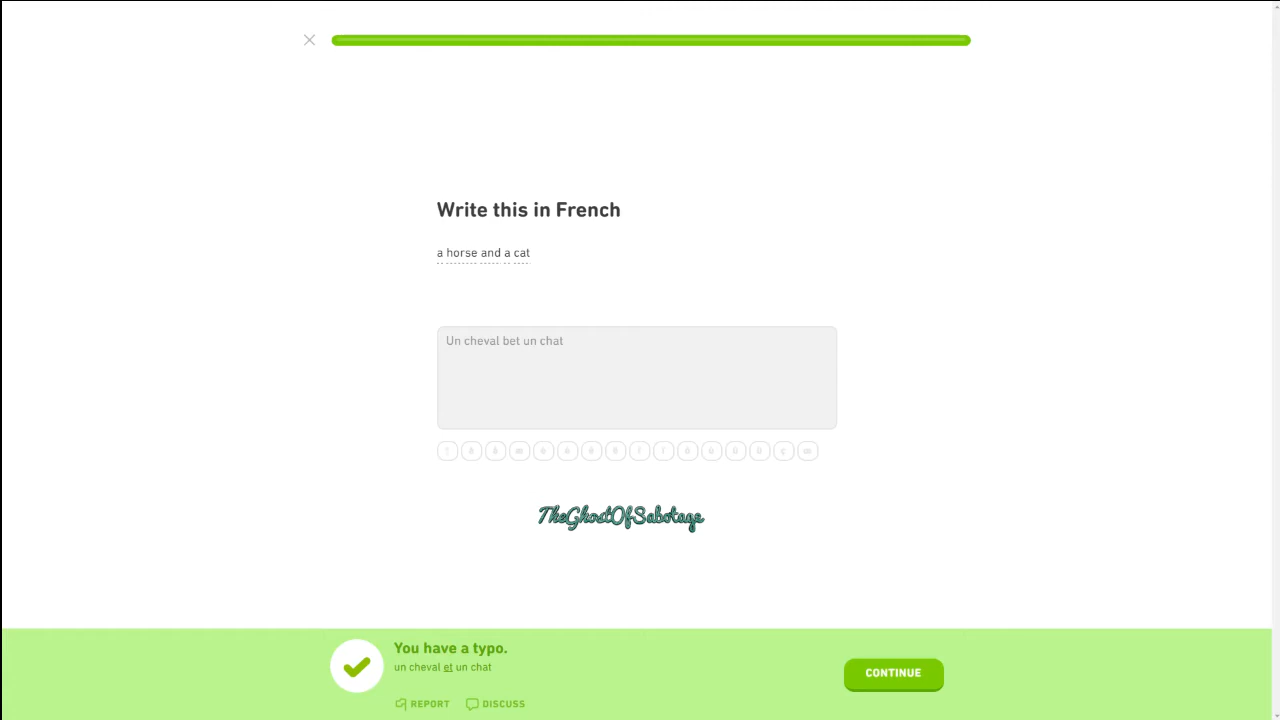 Write this in French
a horse and a cat
Un cheval bet un chat
TheGhostOfSabotage
You have a typo.
un cheval et un chat
CONTINUE
REPORT DISCUSS